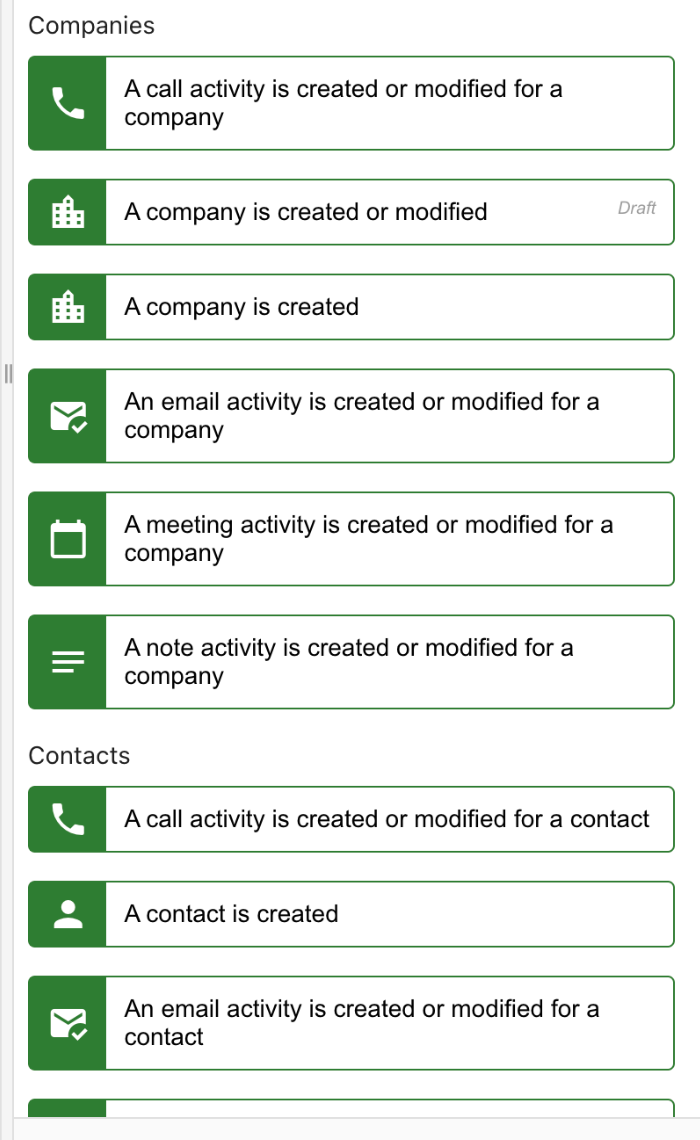 Companies
A call activity is created or modified for a
company
A company is created or modified
Draft
A company is created
An email activity is created or modified for a
company
A meeting activity is created or modified for a
company
A note activity is created or modified for a
company
Contacts
A call activity is created or modified for a contact
A contact is created
An email activity is created or modified for a
contact